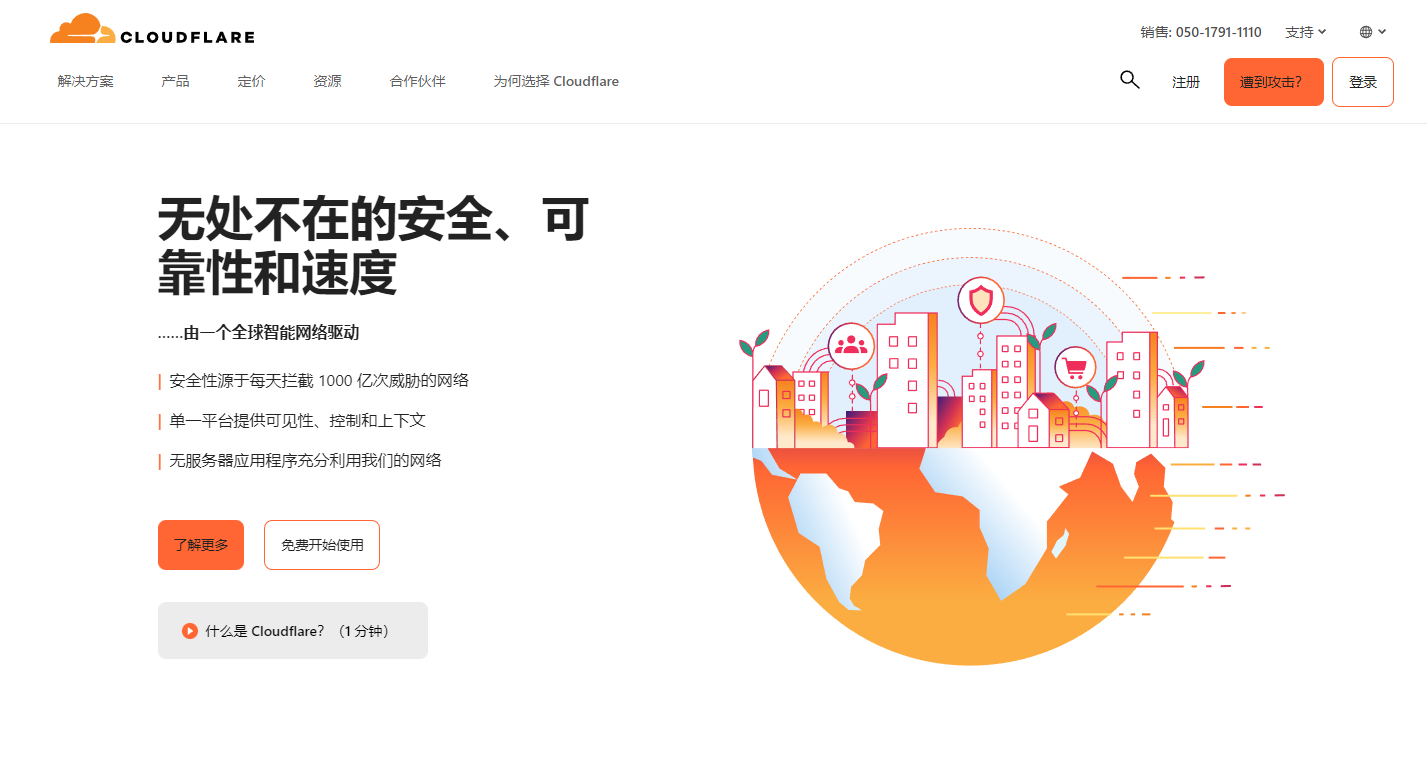 CLOUDFLARE
销售: 050-1791-1110
支持
解决方案
产品
定价
资源
合作伙伴
为何选择 Cloudflare
注册
遭到攻击?
登录
无处不在的安全、可
靠性和速度
……由一个全球智能网络驱动
安全性源于每天拦截 1000 亿次威胁的网络
单一平台提供可见性、控制和上下文
无服务器应用程序充分利用我们的网络
了解更多
免费开始使用
什么是 Cloudflare? （1 分钟）